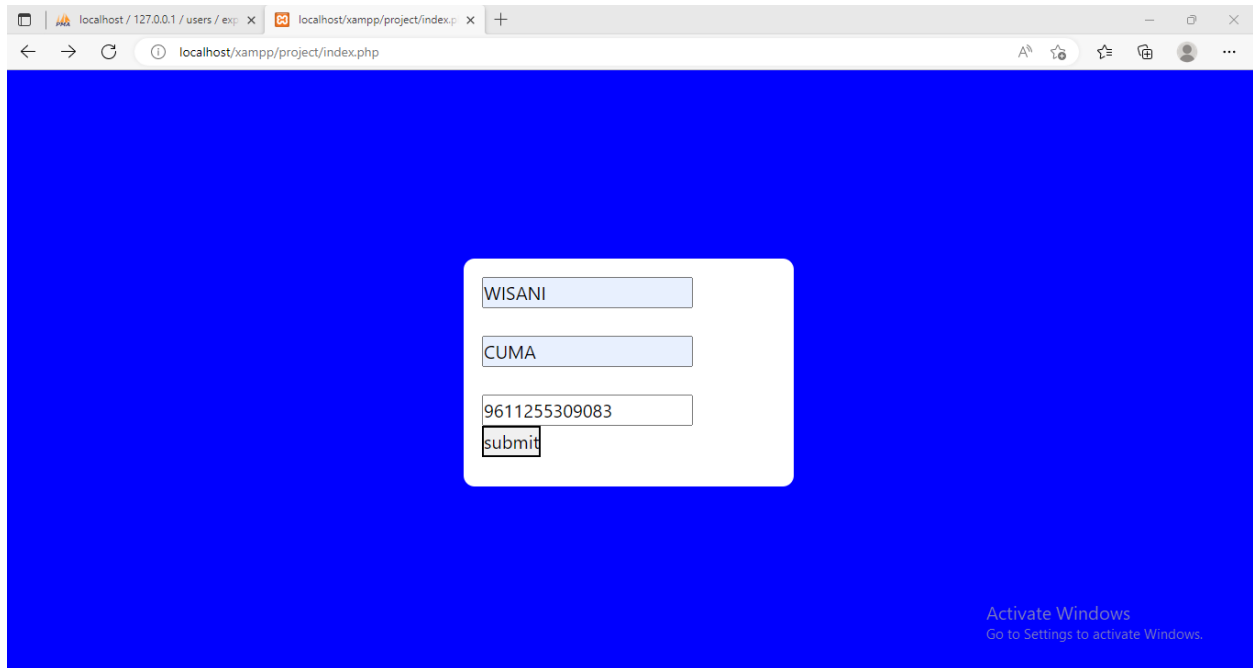 localhost / 127.0.0.1 / users / exp
localhost/xampp/project/index.p
localhost/xampp/project/index.php
WISANI
CUMA
9611255309083
submit
Activate Windows
Go to Settings to activate Windows.